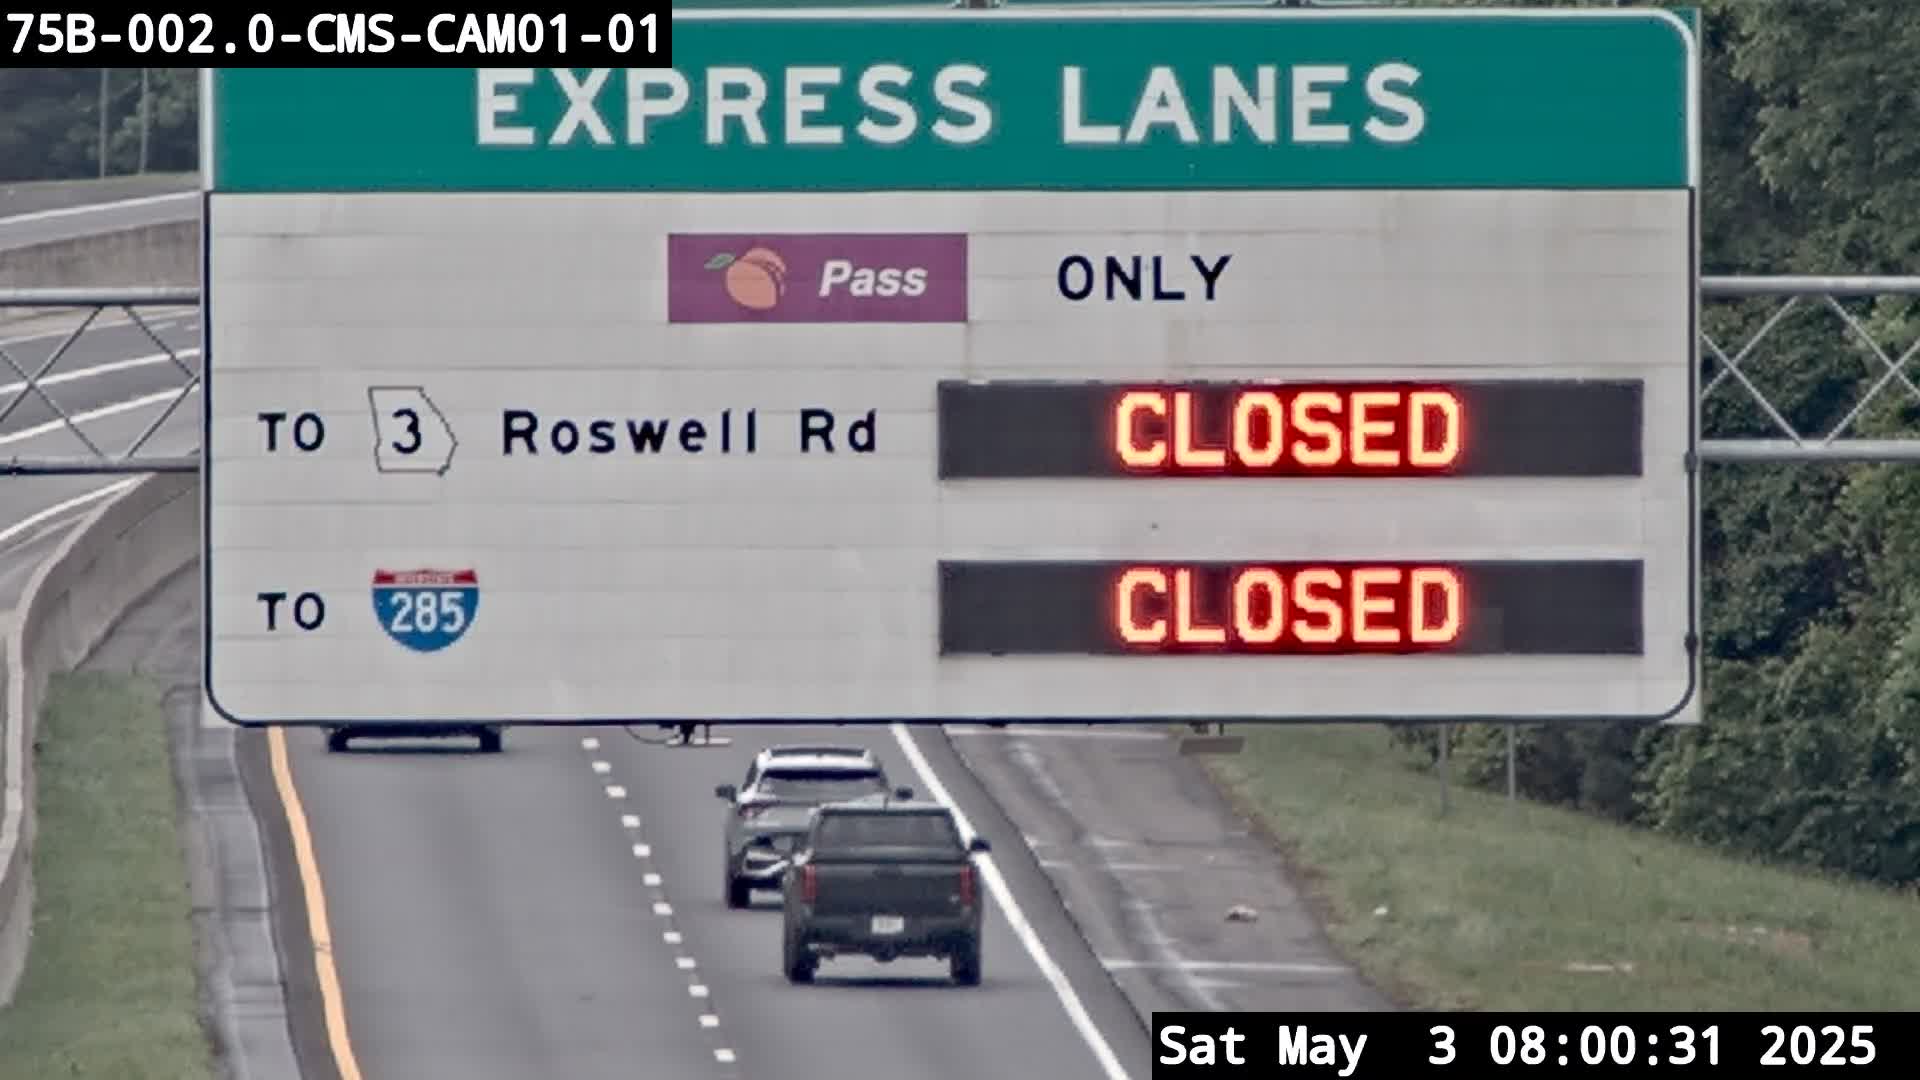 75B-002.0-CMS-CAM01-01
EXPRESS LANES
Pass ONLY
TO 3 Roswell Rd CLOSED
TO 285 CLOSED
Sat May 3 08:00:31 2025